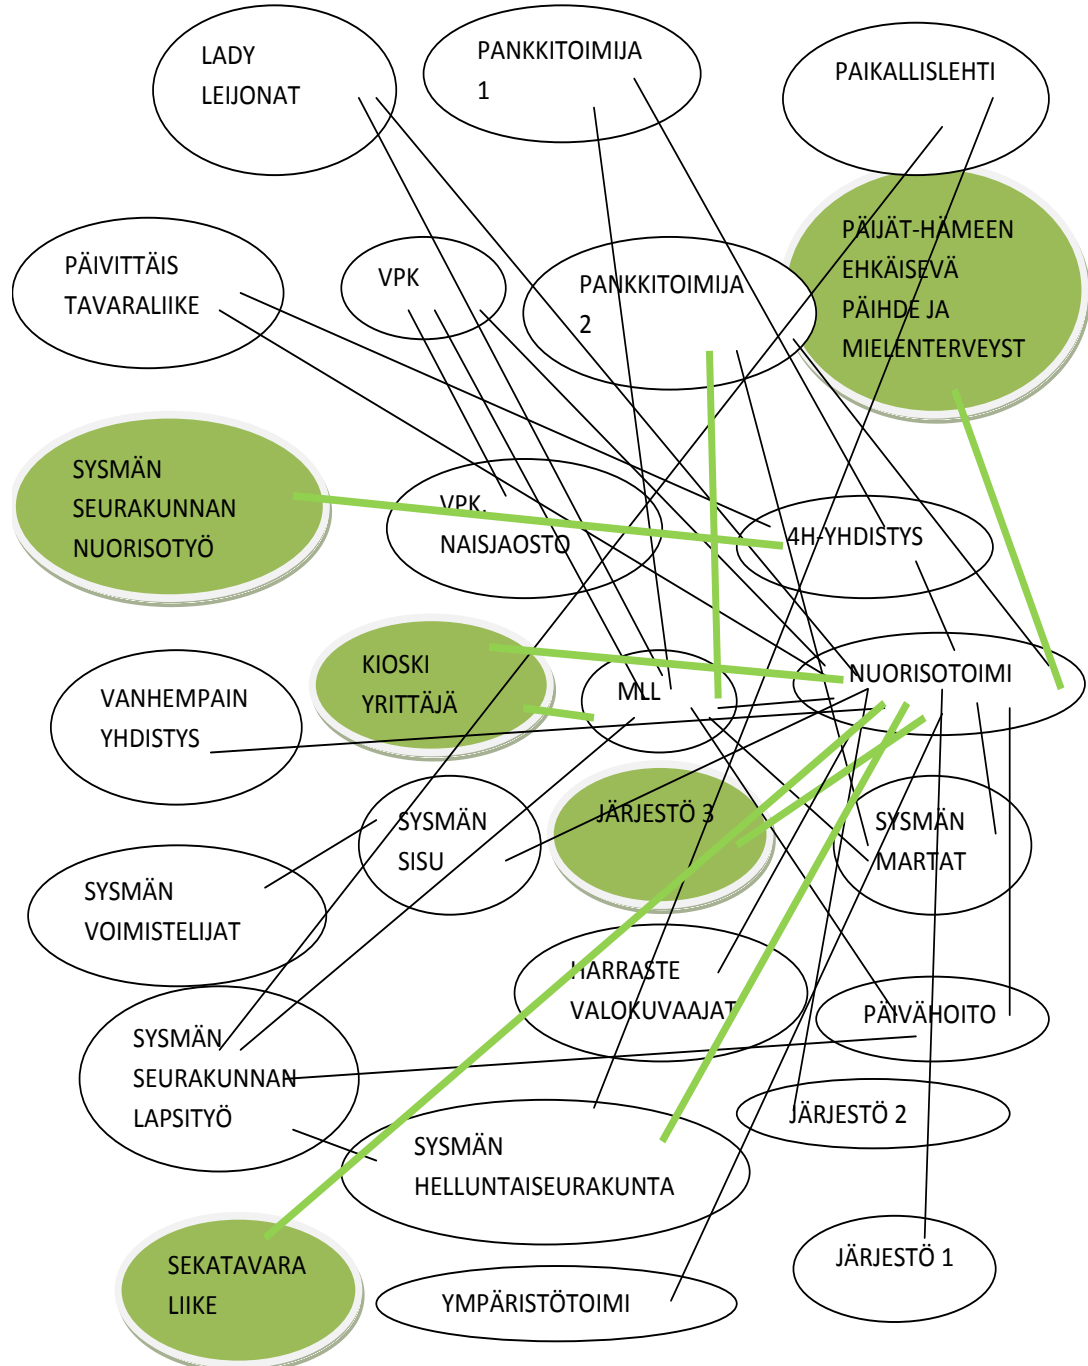 LADY
LEIJONAT
PANKKITOIMIJA
1
PAIKALLISLEHTI
PÄIVITTÄIS
TAVARALIIKE
VPK
PANKKITOIMIJA
2
PÄIJÄT-HÄMEEN
EHKÄISEVÄ
PÄIHDE JA
MIELENTERVEYST
SYSMÄN
SEURAKUNNAN
NUORISOTYÖ
VPK.
NAISJAOSTO
4H-YHDISTYS
VANHEMPAIN
YHDISTYS
KIOSKI
YRITTÄJÄ
MLL
NUORISOTOIMI
SYSMÄN
VOIMISTELIJAT
SYSMÄN
SISU
JÄRJESTÖ 3
SYSMÄN
MARTAT
SYSMÄN
SEURAKUNNAN
LAPSITYÖ
HARRASTE
VALOKUVAAJAT
PÄIVÄHOITO
JÄRJESTÖ 2
SYSMÄN
HELLUNTAISEURAKUNTA
SEKATAVARA
LIIKE
YMPÄRISTÖTOIMI
JÄRJESTÖ 1